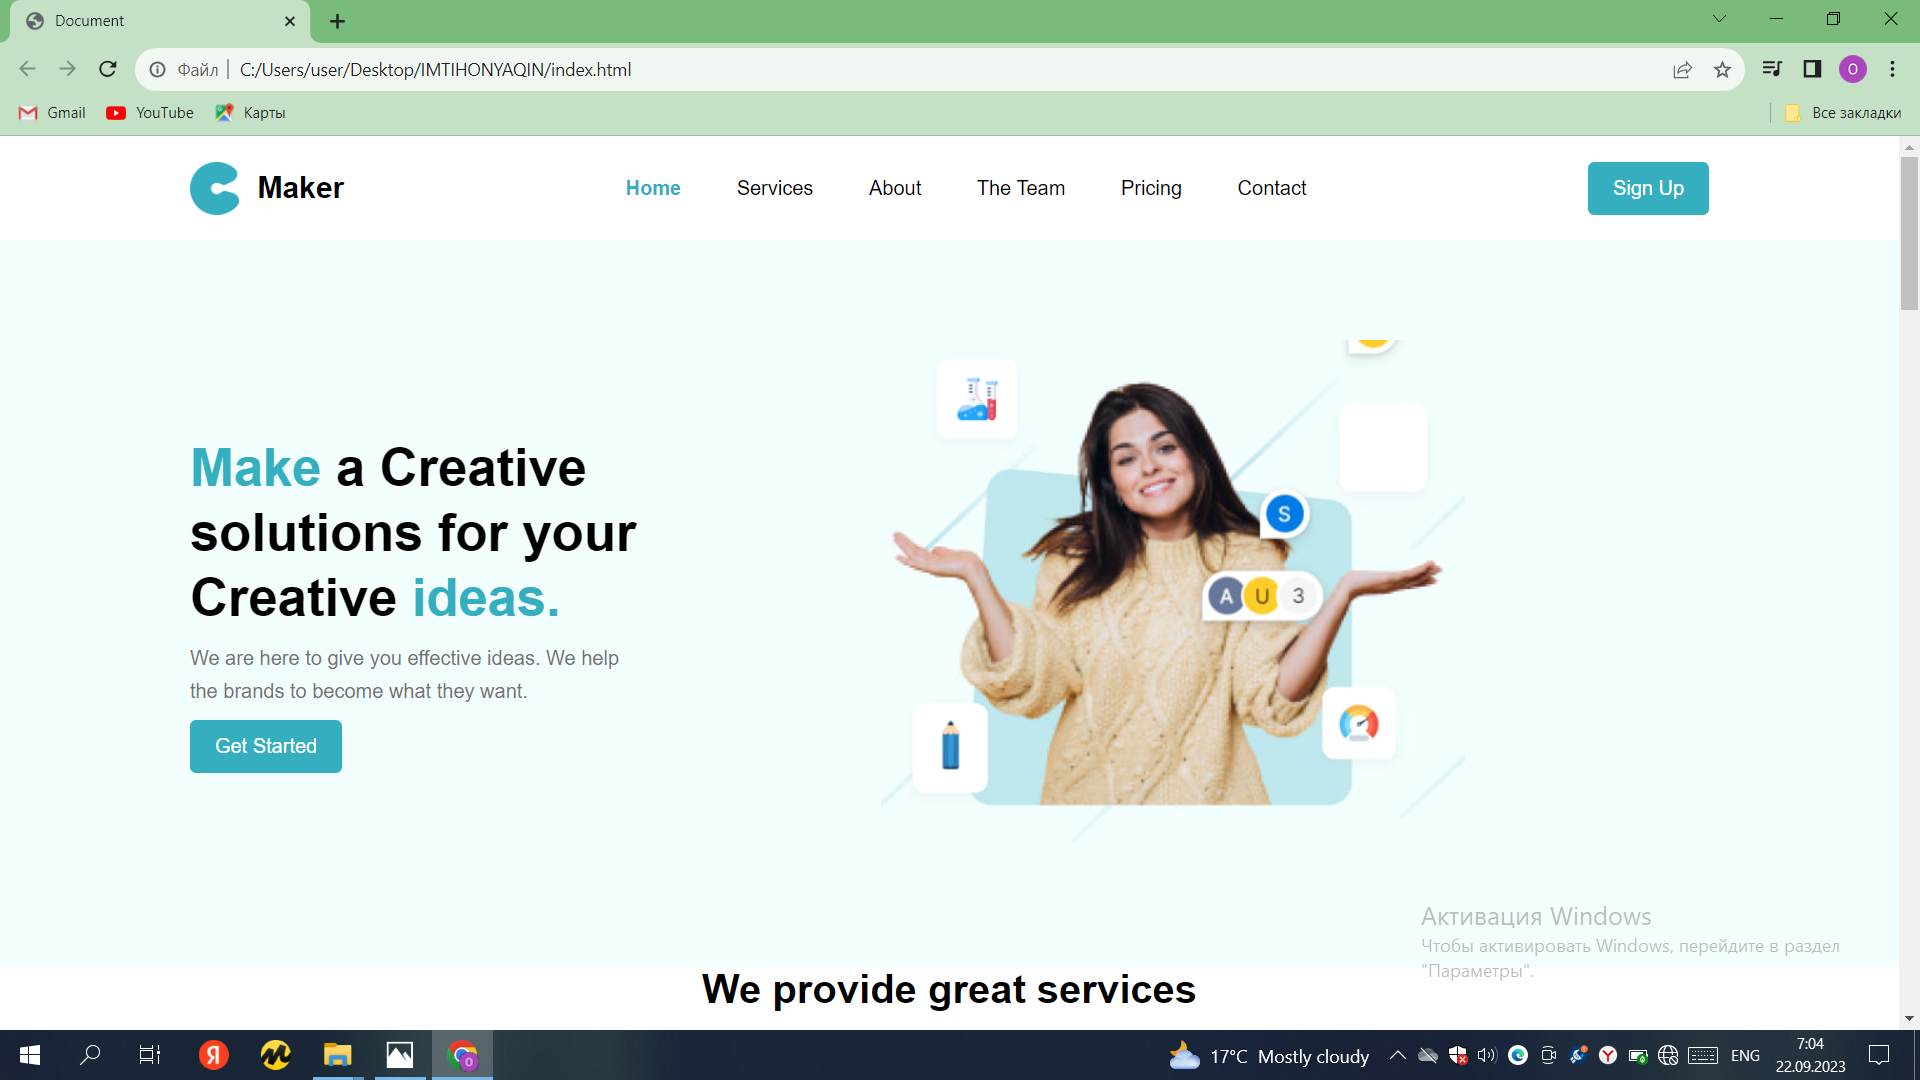 Document
Файл
C:/Users/user/Desktop/IMTIHONYAQIN/index.html
O
Gmail
YouTube
Карты
Все закладки
Maker
Home
Services
About
The Team
Pricing
Contact
Sign Up
Make a Creative
solutions for your
Creative ideas.
We are here to give you effective ideas. We help
the brands to become what they want.
Get Started
S
A U 3
Активация Windows
Чтобы активировать Windows, перейдите в раздел
"Параметры".
We provide great services
Я
17°C Mostly cloudy
ENG
7:04
22.09.2023